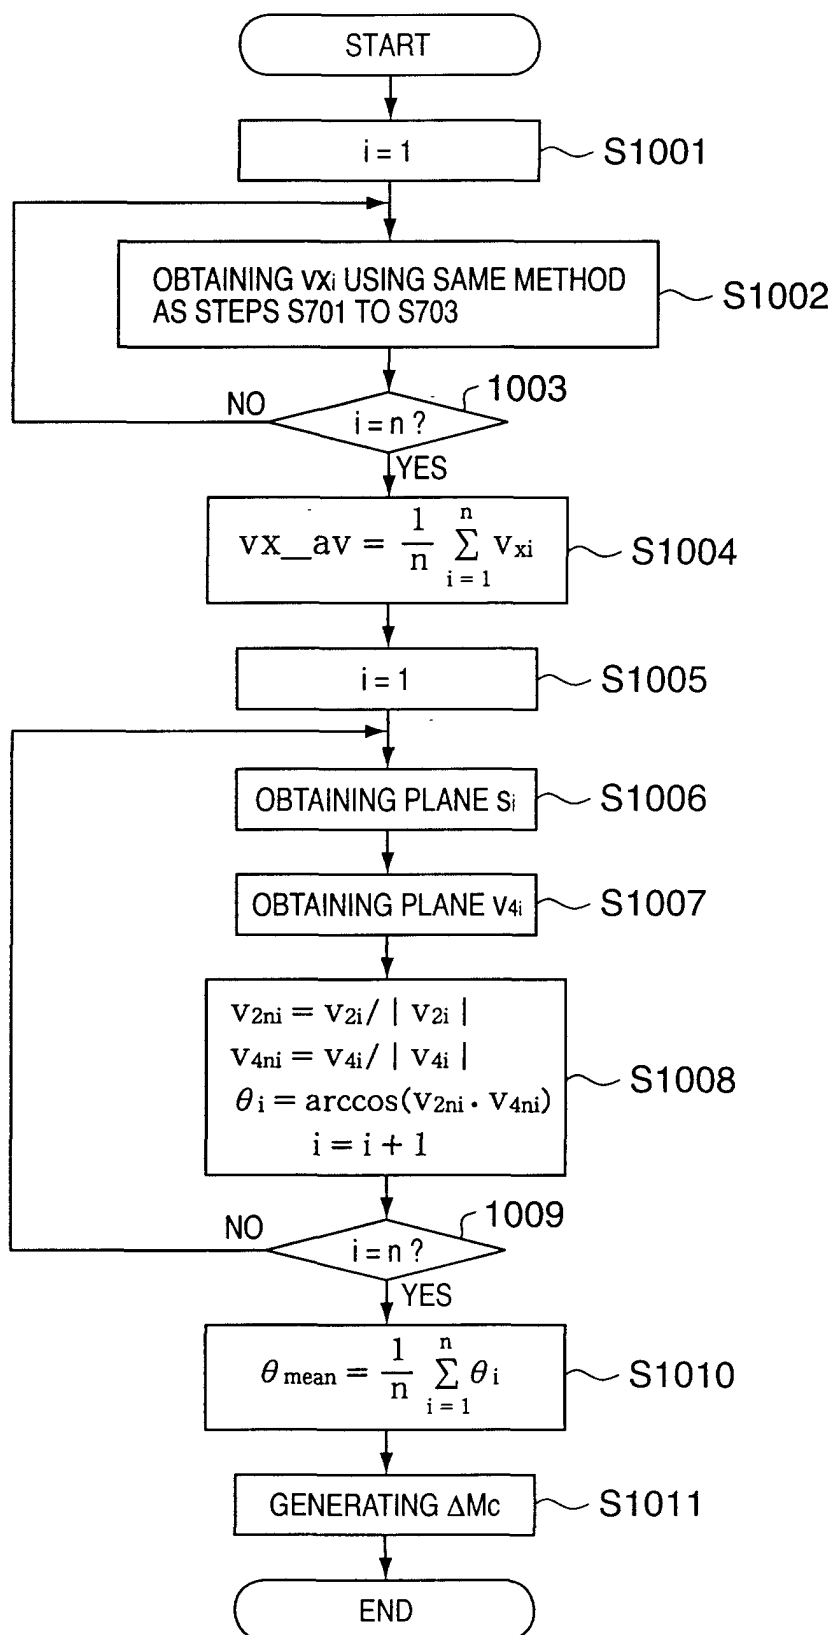 START
i = 1
S1001
OBTAINING vxi USING SAME METHOD
AS STEPS S701 TO S703
S1002
1003
NO
i = n ?
YES
vx_av = 1/n Σ i = 1 n vxi
S1004
i = 1
S1005
OBTAINING PLANE si
S1006
OBTAINING PLANE v4i
S1007
v2ni = v2i / | v2i |
v4ni = v4i / | v4i |
θi = arccos(v2ni · v4ni)
i = i + 1
S1008
1009
NO
i = n ?
YES
θmean = 1/n Σ i = 1 n θi
S1010
GENERATING ΔMc
S1011
END